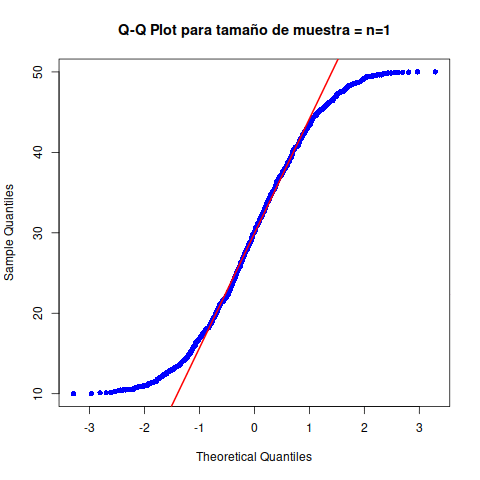 Q-Q Plot para tamaño de muestra = n=1
Sample Quantiles
50
40
30
20
10
-3 -2 -1 0 1 2 3
Theoretical Quantiles